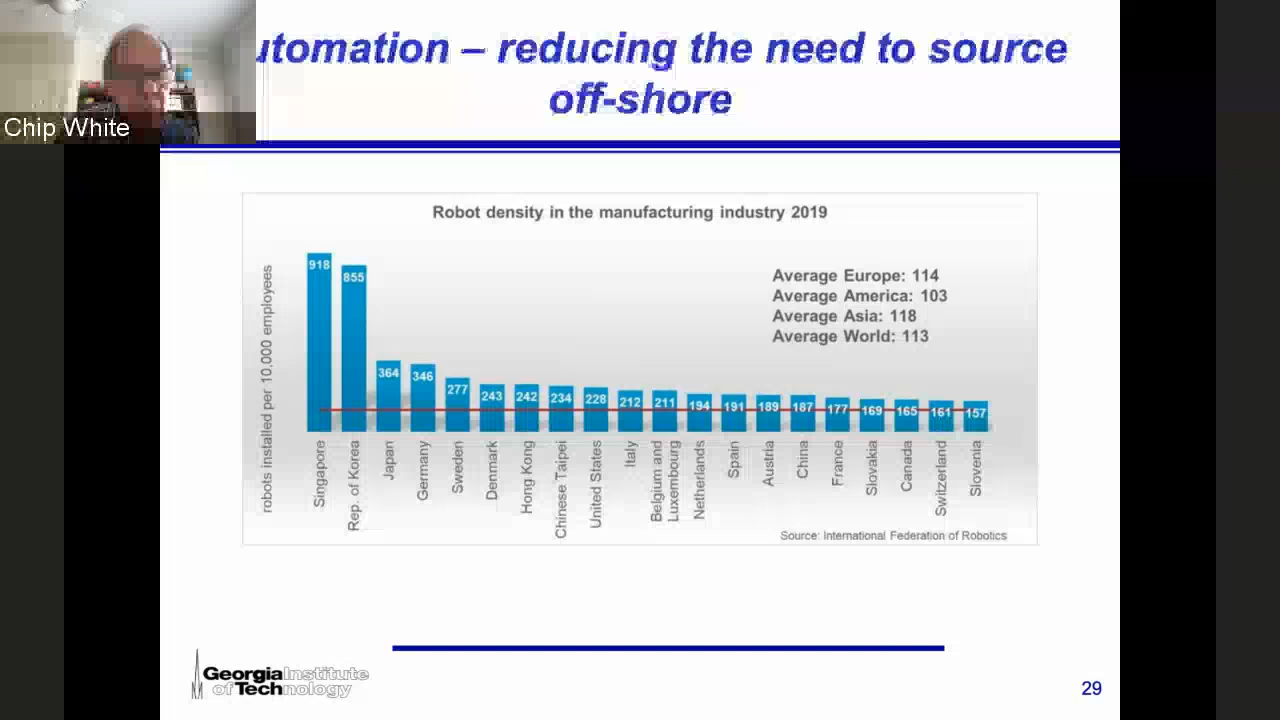 utomation – reducing the need to source
off-shore
Chip White
Robot density in the manufacturing industry 2019
robots installed per 10,000 employees
918
855
364
346
277
243
242
234
228
212
211
194
191
189
187
177
169
165
161
157
Average Europe: 114
Average America: 103
Average Asia: 118
Average World: 113
Singapore
Rep. of Korea
Japan
Germany
Sweden
Denmark
Hong Kong
Chinese Taipei
United States
Italy
Belgium and
Luxembourg
Netherlands
Spain
Austria
China
France
Slovakia
Canada
Switzerland
Slovenia
Source: International Federation of Robotics
Georgia Institute
of Technology
29